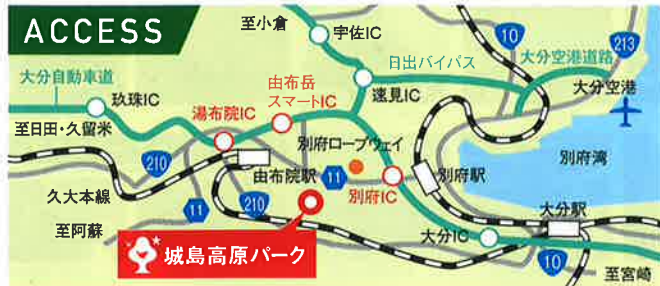 ACCESS
至小倉
宇佐IC
10
日出バイパス
大分空港道路
213
大分自動車道
玖珠IC
由布岳
スマートIC
速見IC
大分空港
湯布院IC
至日田・久留米
別府ロープウェイ
210
由布院駅
11
別府駅
別府湾
久大本線
11
210
別府IC
大分駅
至阿蘇
大分IC
城島高原パーク
10
至宮崎